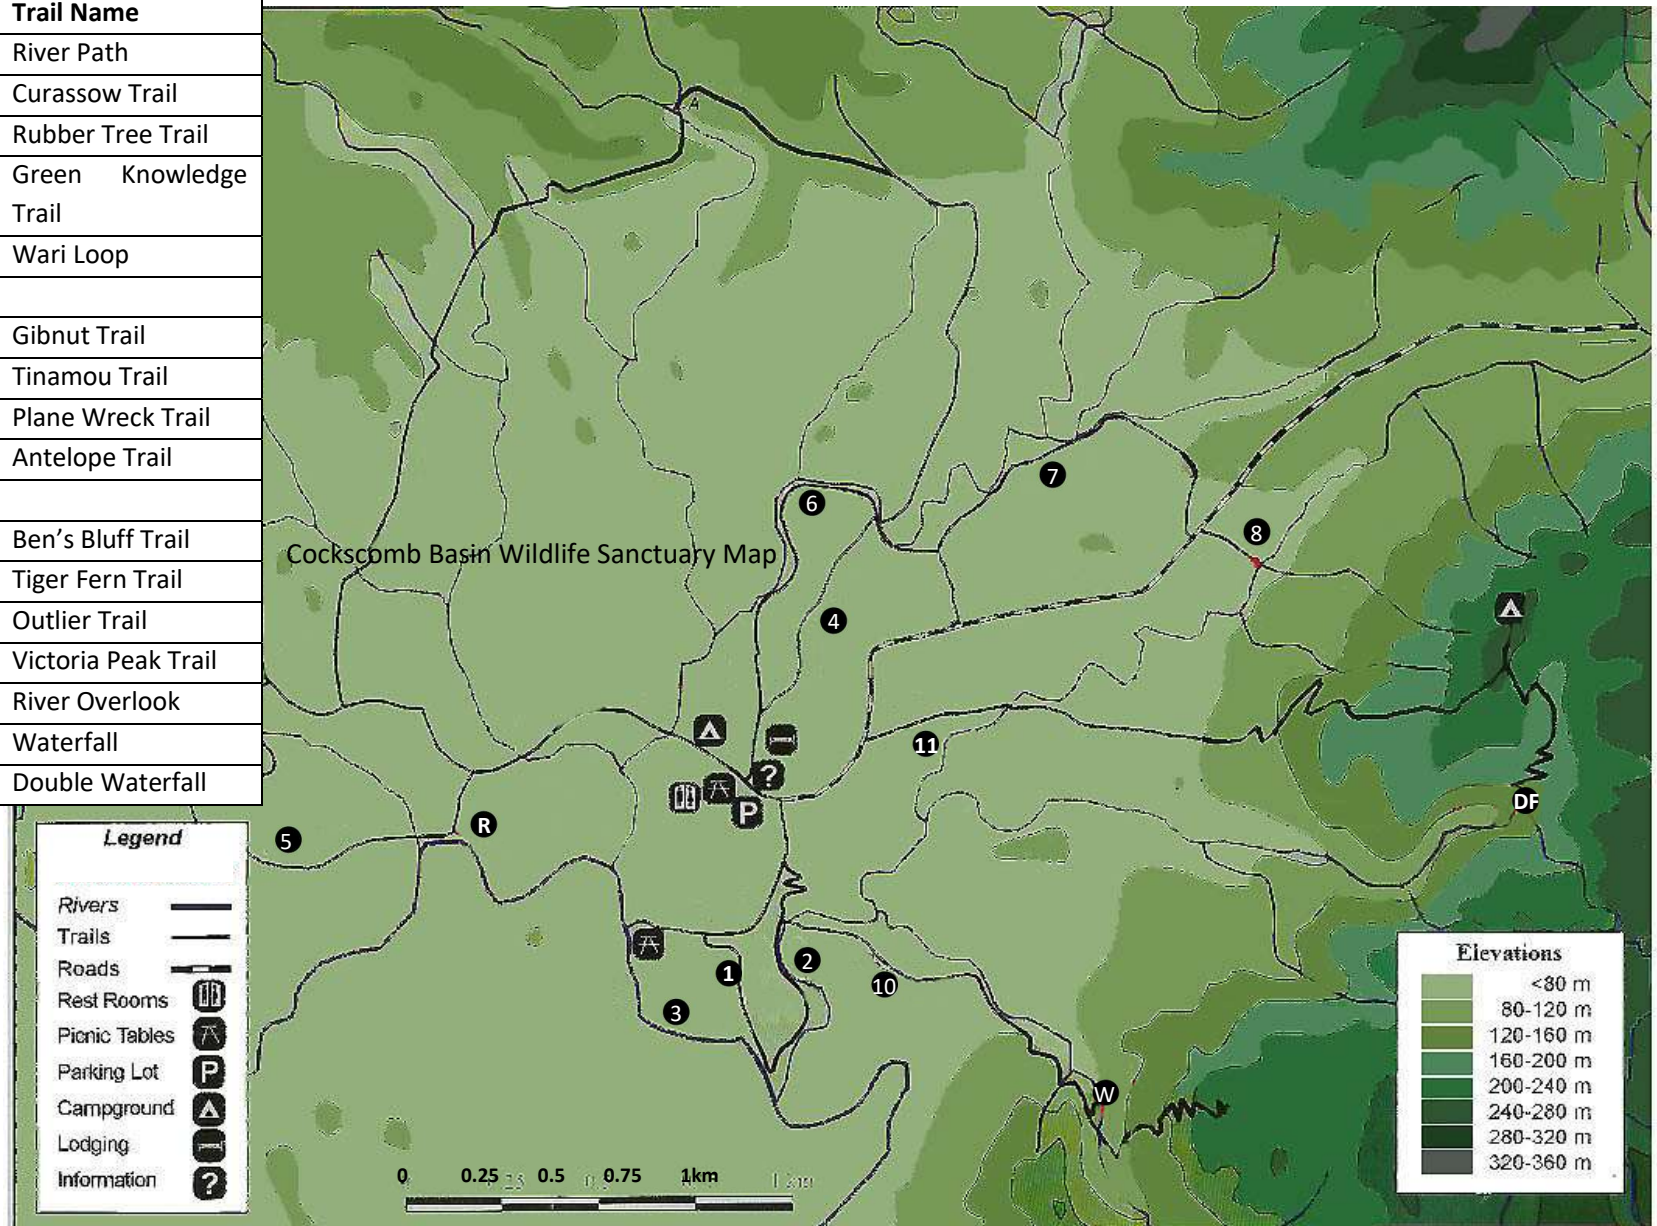 Trail Name
River Path
Curassow Trail
Rubber Tree Trail
Green Knowledge
Trail
Wari Loop
Gibnut Trail
Tinamou Trail
Plane Wreck Trail
Antelope Trail
Ben's Bluff Trail
Tiger Fern Trail
Outlier Trail
Victoria Peak Trail
River Overlook
Waterfall
Double Waterfall
A
Cockscomb Basin Wildlife Sanctuary Map
6
7
8
4
11
?
P
DF
R
5
1
2
3
10
W
Legend
Rivers
Trails
Roads
Rest Rooms
Picnic Tables
Parking Lot P
Campground
Lodging
Information ?
0 0.25 0.5 0.75 1km
Elevations
<80 m
80-120 m
120-160 m
160-200 m
200-240 m
240-280 m
280-320 m
320-360 m